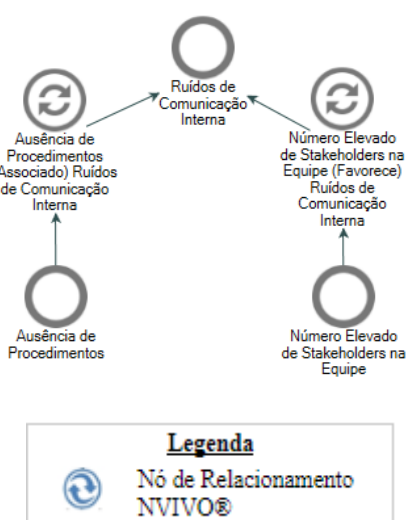 Ruídos de
Comunicação
Interna
Ausência de
Procedimentos
Associado) Ruídos
de Comunicação
Interna
Número Elevado
de Stakeholders na
Equipe (Favorece)
Ruídos de
Comunicação
Interna
Ausência de
Procedimentos
Número Elevado
de Stakeholders na
Equipe
Legenda
Nó de Relacionamento
NVIVO®